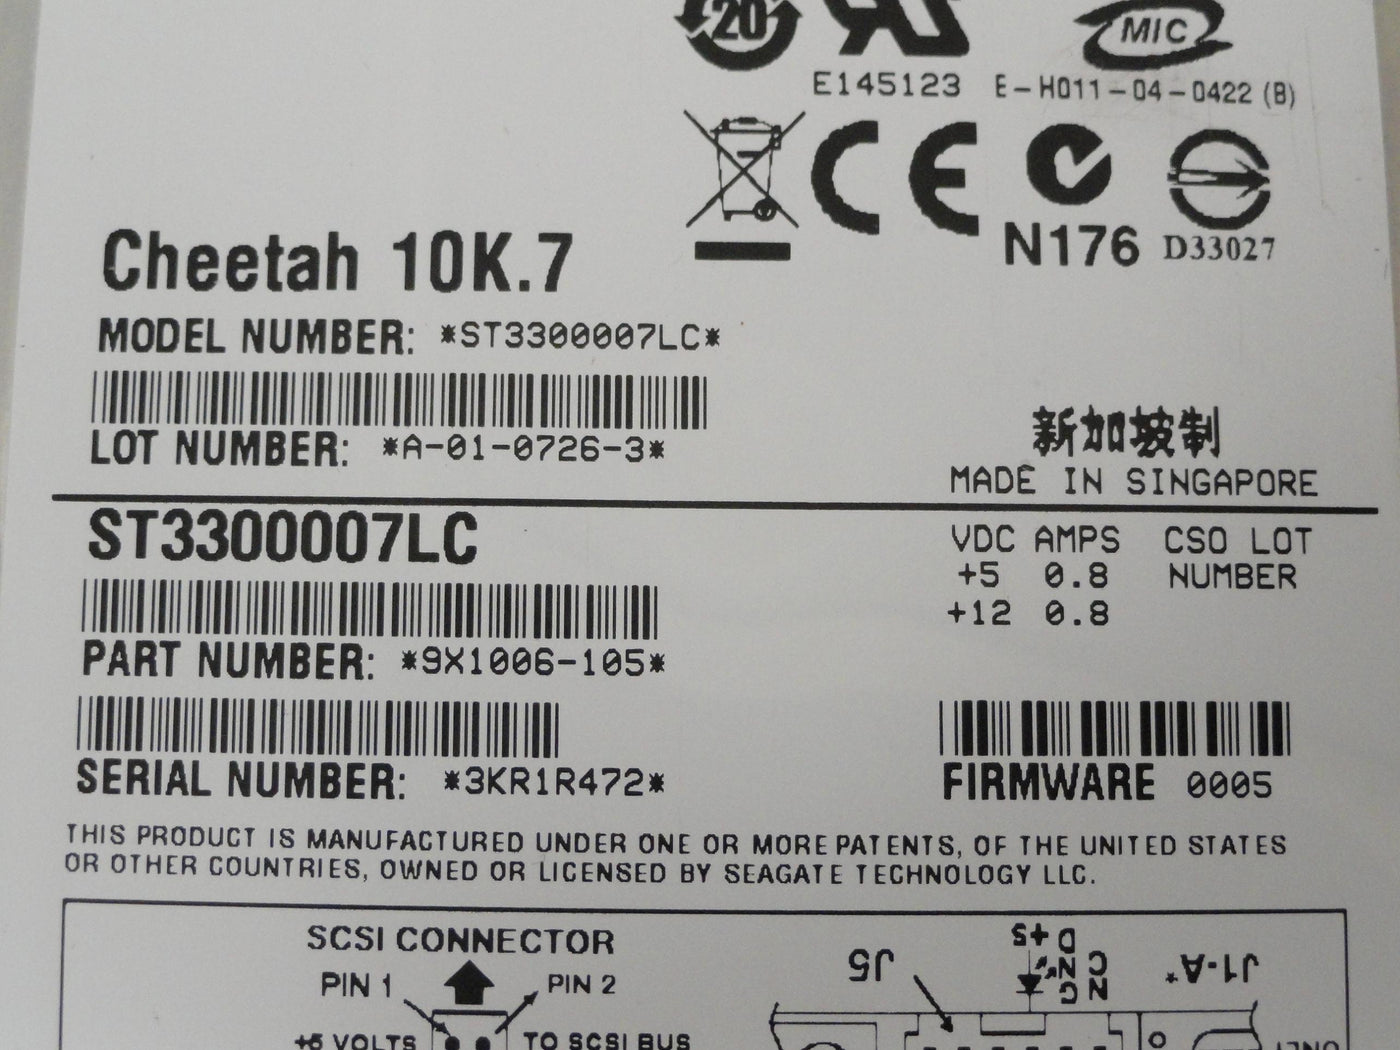 20
MIC
E145123 E-H011-04-0422 (B)
N176 D33027
Cheetah 10K.7
MODEL NUMBER: *ST3300007LC*
LOT NUMBER: *A-01-0726-3*
新加坡制
MADE IN SINGAPORE
ST3300007LC
VDC AMPS CSO LOT
+5 0.8 NUMBER
+12 0.8
PART NUMBER: *9X1006-105*
SERIAL NUMBER: *3KR1R472*
FIRMWARE 0005
THIS PRODUCT IS MANUFACTURED UNDER ONE OR MORE PATENTS, OF THE UNITED STATES
OR OTHER COUNTRIES, OWNED OR LICENSED BY SEAGATE TECHNOLOGY LLC.
SCSI CONNECTOR
PIN 1 PIN 2
+5 VOLTS TO SCSI BUS
J5
J1-A*